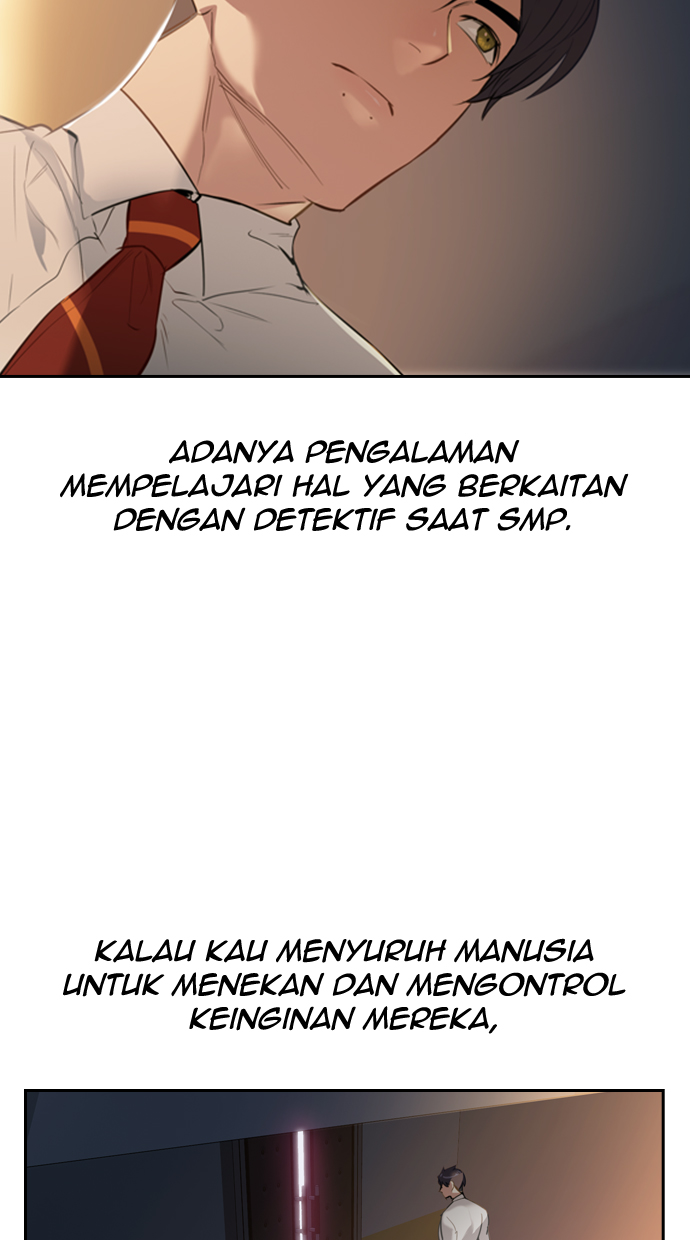 ADANYA PENGALAMAN
MEMPELAJARI HAL YANG BERKAITAN
DENGAN DETEKTIF SAAT SMP.
KALAU KAU MENYURUH MANUSIA
UNTUK MENEKAN DAN MENGONTROL
KEINGINAN MEREKA,